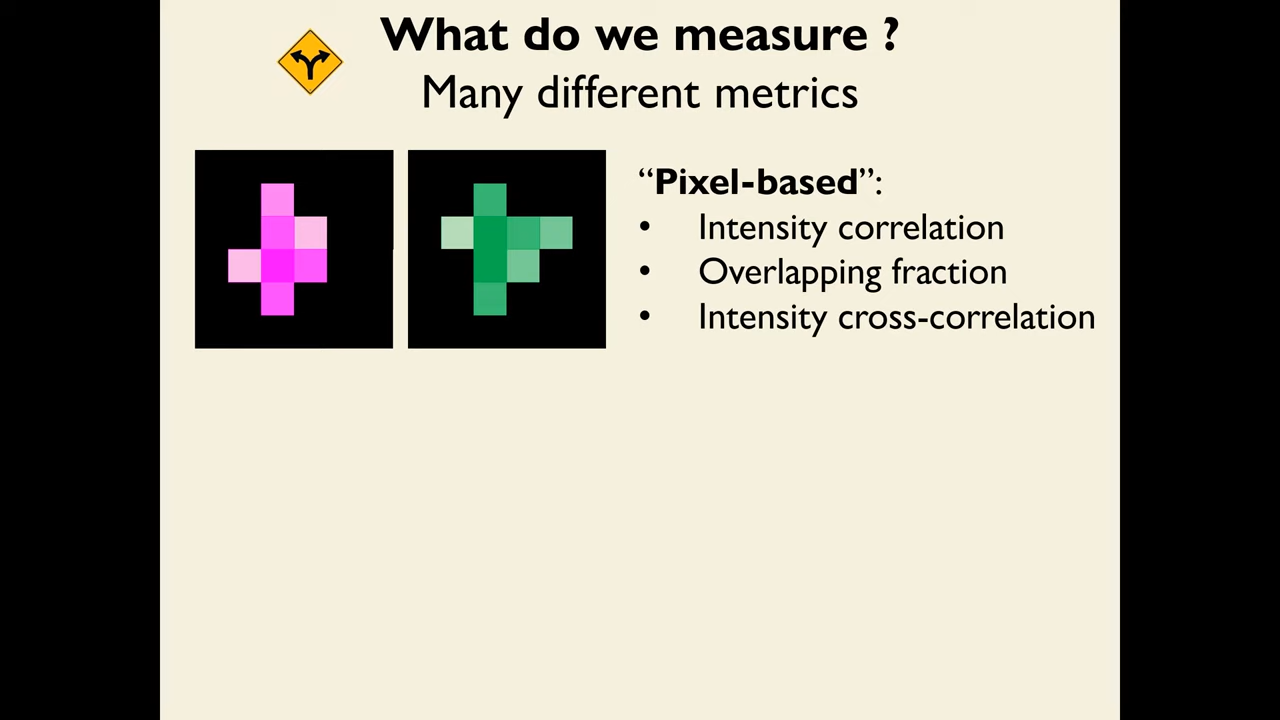 What do we measure ?
Many different metrics
“Pixel-based”:
• Intensity correlation
• Overlapping fraction
• Intensity cross-correlation